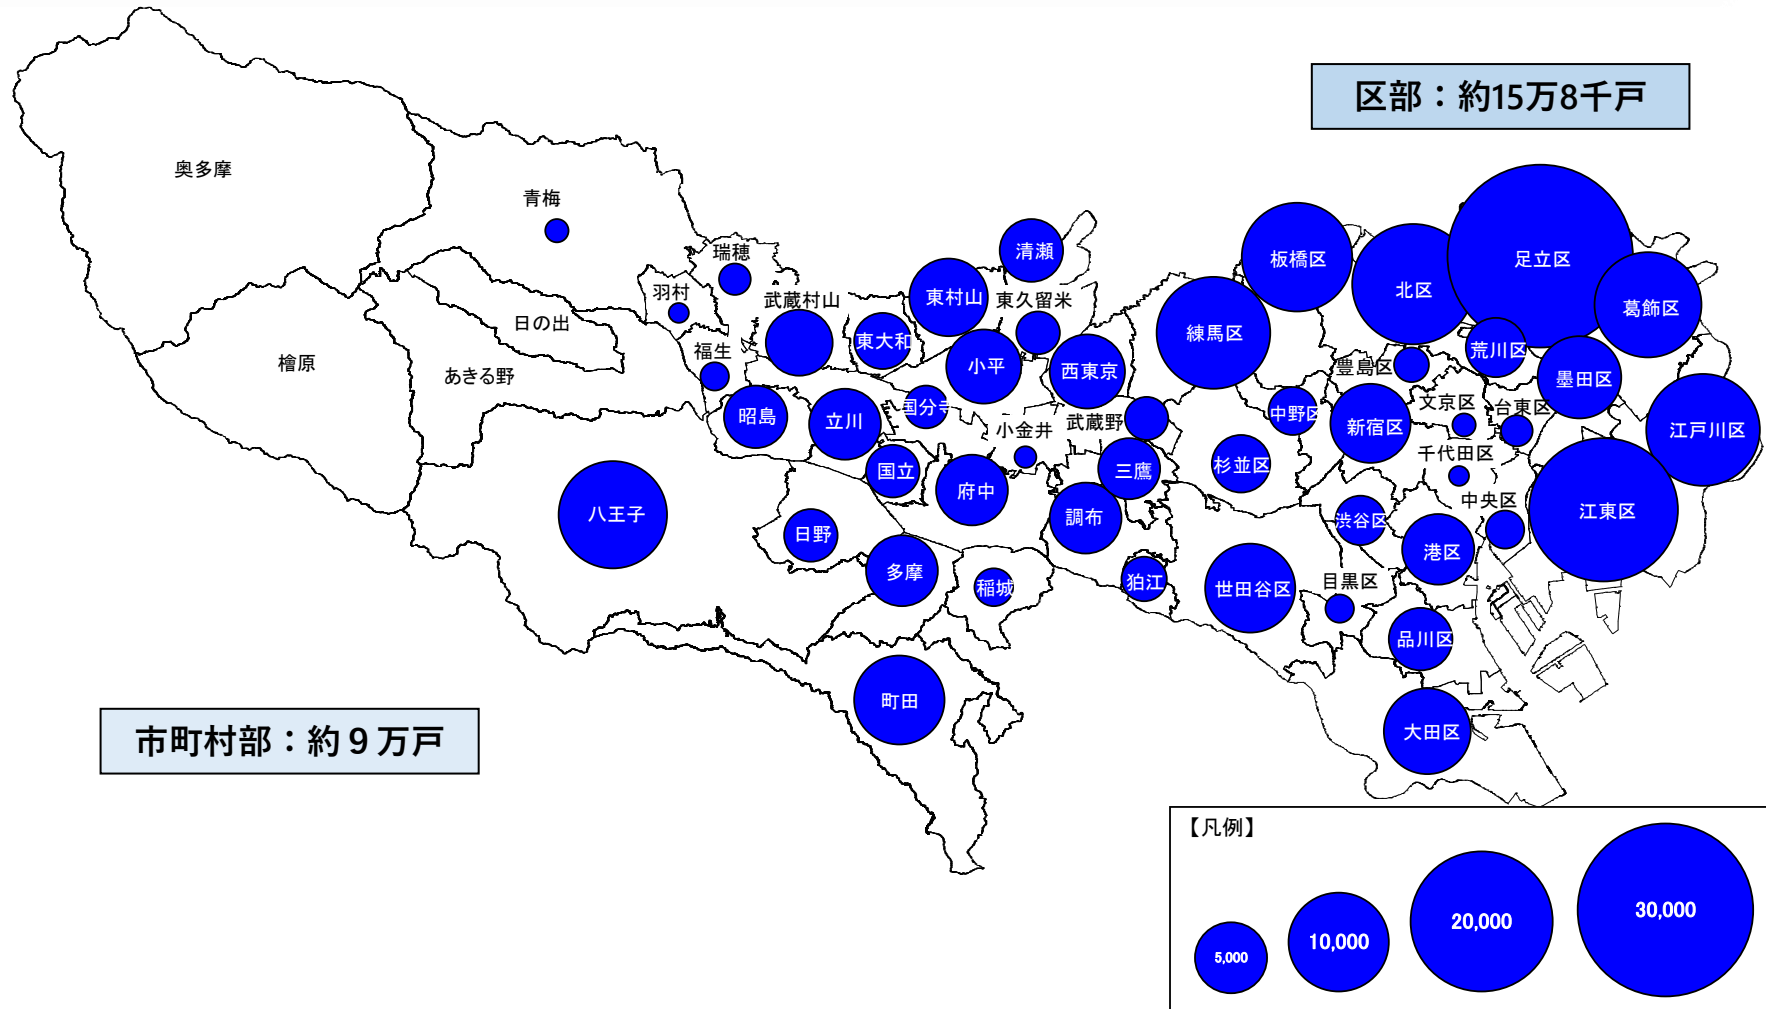 区部：約15万8千戸
奥多摩
青梅
瑞穂
清瀬
板橋区
足立区
北区
葛飾区
羽村
武蔵村山
東村山
東久留米
日の出
東大和
練馬区
荒川区
檜原
あきる野
福生
小平
西東京
豊島区
墨田区
昭島
立川
国分寺
小金井
武蔵野
中野区
新宿区
文京区
台東区
江戸川区
国立
三鷹
杉並区
千代田区
八王子
府中
調布
渋谷区
中央区
江東区
日野
港区
多摩
稲城
狛江
世田谷区
目黒区
品川区
町田
大田区
市町村部：約９万戸
【凡例】
5,000
10,000
20,000
30,000